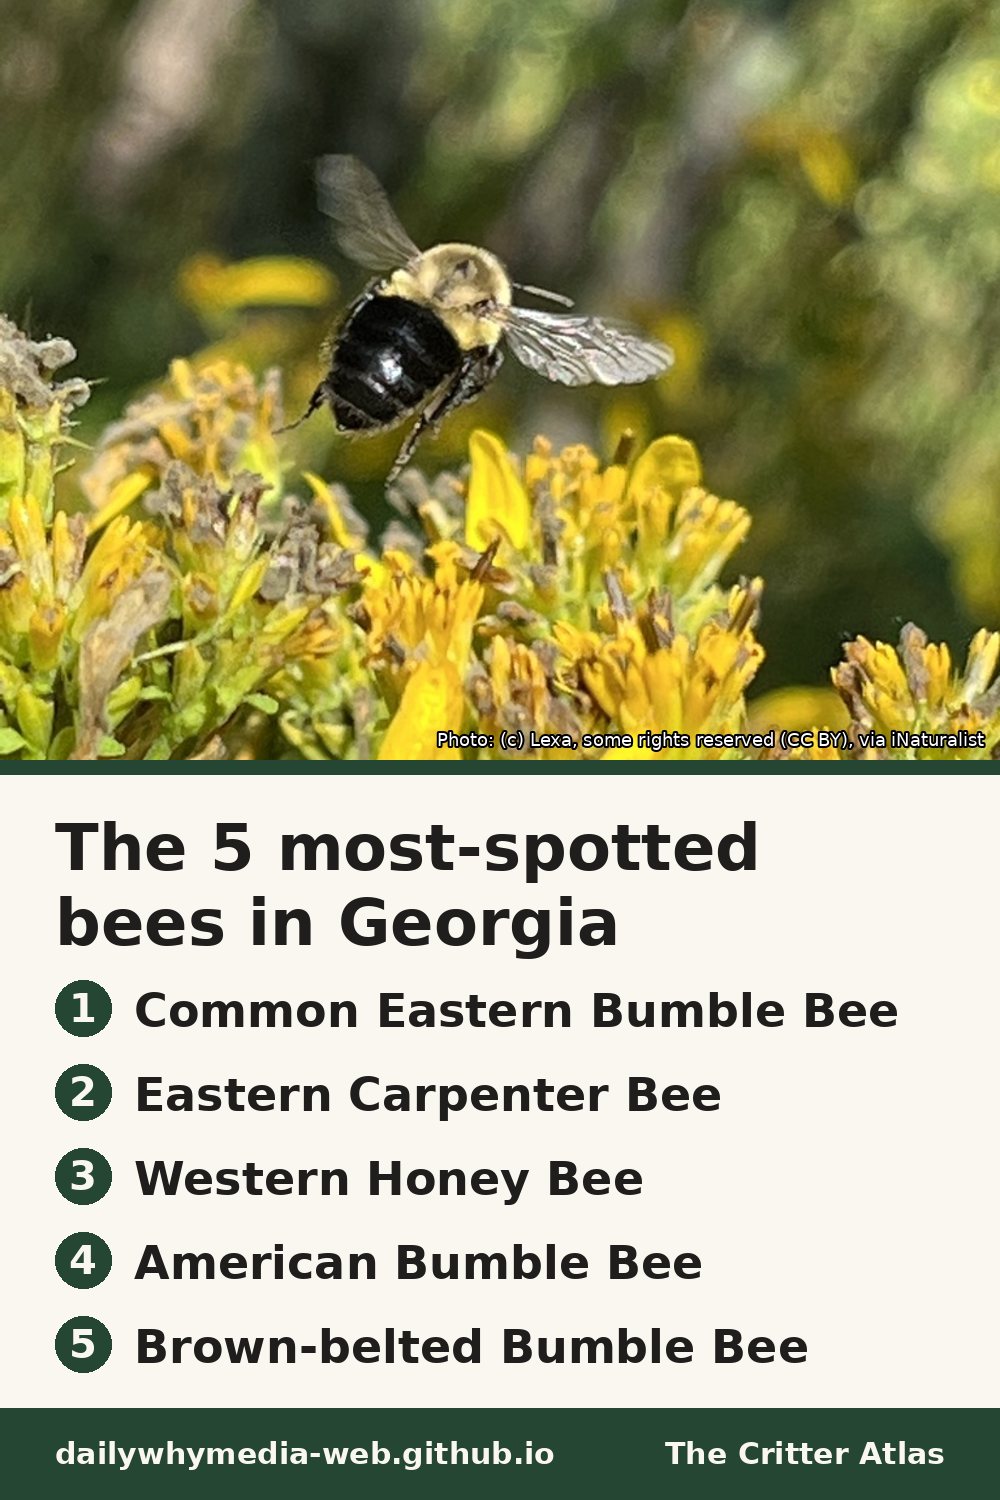 Photo: (c) Lexa, some rights reserved (CC BY), via iNaturalist
The 5 most-spotted
bees in Georgia
1 Common Eastern Bumble Bee
2 Eastern Carpenter Bee
3 Western Honey Bee
4 American Bumble Bee
5 Brown-belted Bumble Bee
dailywhymedia-web.github.io The Critter Atlas